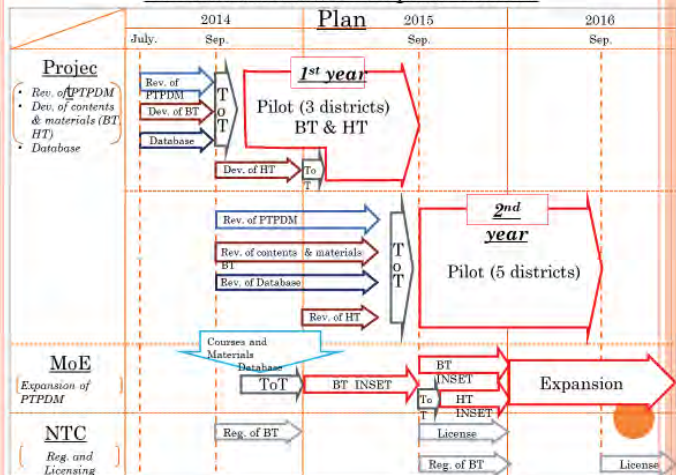 Plan
2014
2015
2016
July.
Sep.
Sep.
Sep.
Projec
t
• Rev. of PTPDM
• Dev. of contents
& materials (BT,
HT)
• Database
Rev. of
PTPDM
Dev. of BT
Database
T
o
T
1st year
Pilot (3 districts)
BT & HT
Dev. of HT
To
T
Rev. of PTPDM
Rev. of contents & materials
BT
Rev. of Database
Rev. of HT
T
o
T
2nd
year
Pilot (5 districts)
Courses and
Materials
Database
MoE
Expansion of
PTPDM
ToT
BT INSET
BT
INSET
To
T
HT
INSET
Expansion
NTC
Reg. and
Licensing
Reg. of BT
License
Reg. of BT
License